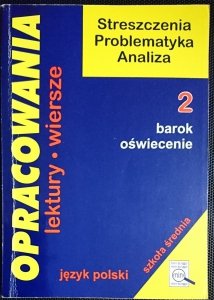 Streszczenia
Problematyka
Analiza
OPRACOWANIA
lektury • wiersze
2
barok
oświecenie
szkoła średnia
język polski